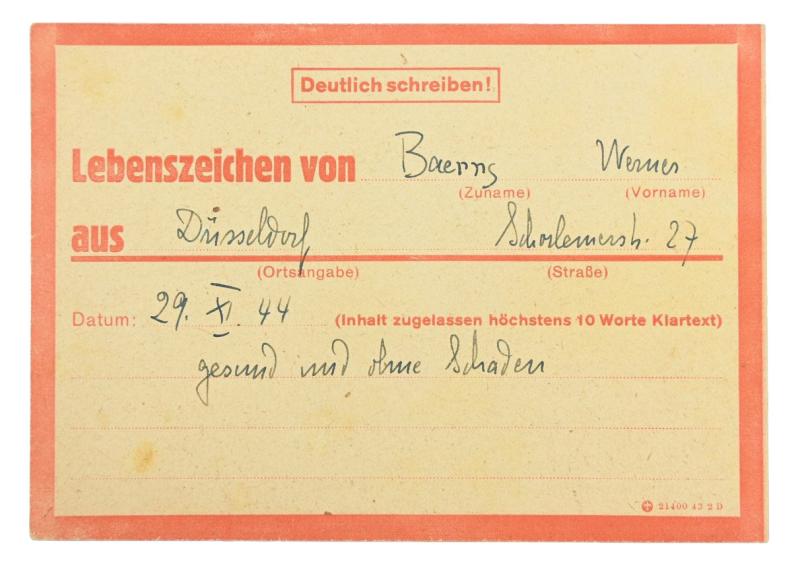 Deutlich schreiben!
Lebenszeichen von Baerns Werner
(Zuname) (Vorname)
aus Düsseldorf Schorlemerstr. 27
(Ortsangabe) (Straße)
Datum: 29. XI. 44 (Inhalt zugelassen höchstens 10 Worte Klartext)
gesund und ohne Schaden
21400 43 2 D